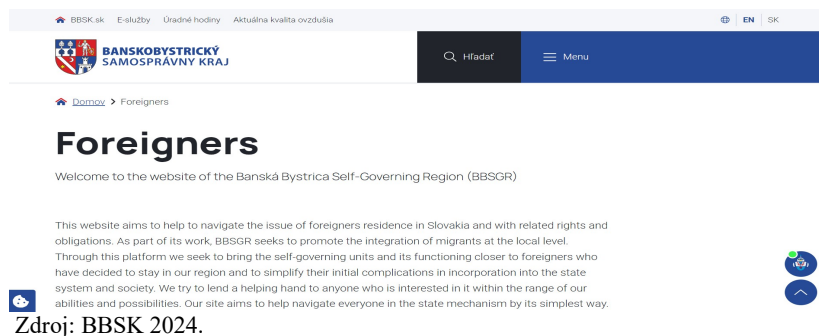 BBSK.sk E-služby Úradné hodiny Aktuálna kvalita ovzdušia EN SK
BANSKOBYSTRICKÝ
SAMOSPRÁVNY KRAJ
Hľadať Menu
Domov > Foreigners
Foreigners
Welcome to the website of the Banská Bystrica Self-Governing Region (BBSGR)
This website aims to help to navigate the issue of foreigners residence in Slovakia and with related rights and
obligations. As part of its work, BBSGR seeks to promote the integration of migrants at the local level.
Through this platform we seek to bring the self-governing units and its functioning closer to foreigners who
have decided to stay in our region and to simplify their initial complications in incorporation into the state
system and society. We try to lend a helping hand to anyone who is interested in it within the range of our
abilities and possibilities. Our site aims to help navigate everyone in the state mechanism by its simplest way.
Zdroj: BBSK 2024.